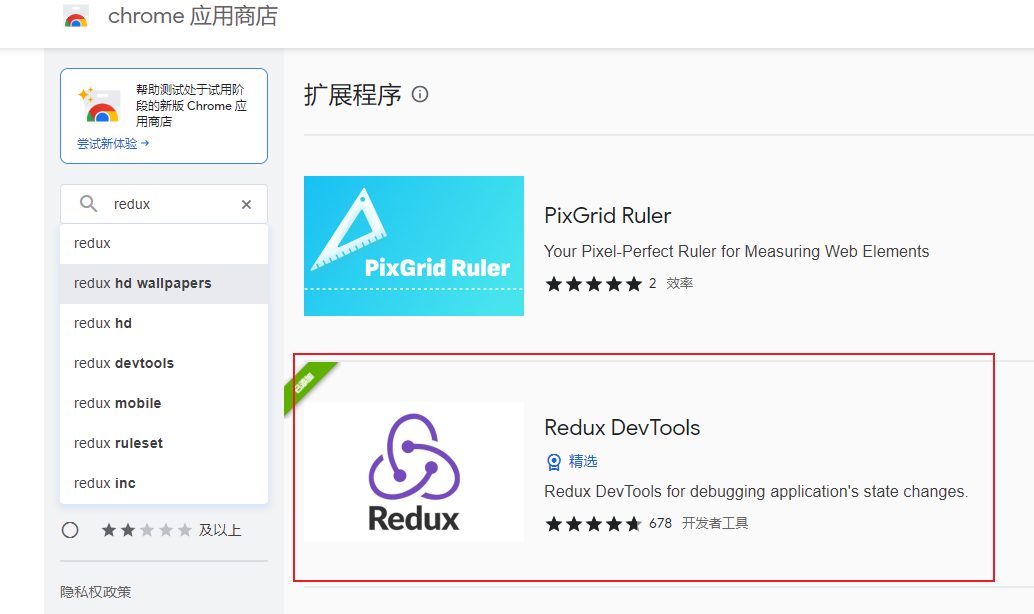 chrome 应用商店
帮助测试处于试用阶
段的新版 Chrome 应
用商店
尝试新体验
redux
redux
redux hd wallpapers
redux hd
redux devtools
redux mobile
redux ruleset
redux inc
及以上
隐私权政策
扩展程序
PixGrid Ruler
PixGrid Ruler
Your Pixel-Perfect Ruler for Measuring Web Elements
2 效率
已添加
Redux
Redux DevTools
精选
Redux DevTools for debugging application's state changes.
678 开发者工具